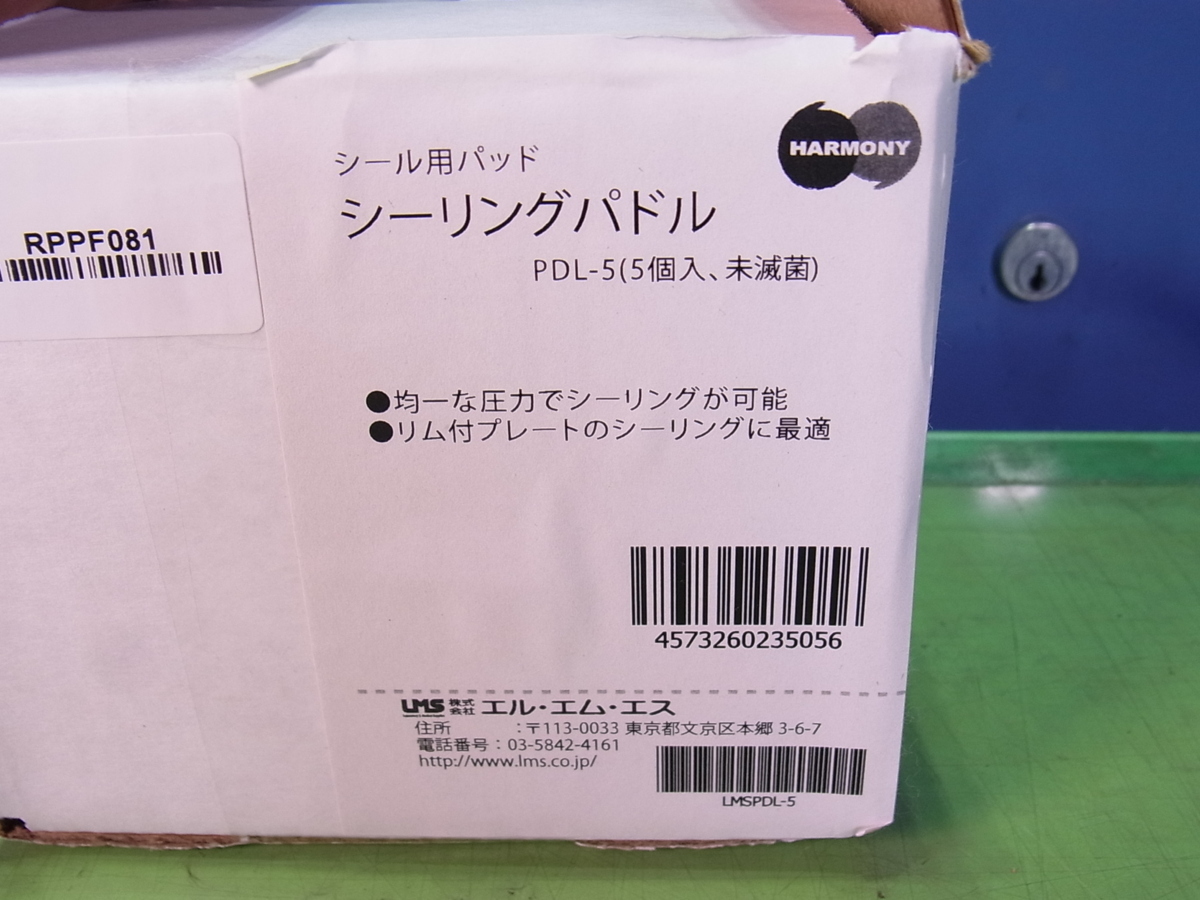 HARMONY
シール用パッド
シーリングパドル
PDL-5(5個入、未滅菌)
RPPF081
●均一な圧力でシーリングが可能
●リム付プレートのシーリングに最適
4573260235056
LMS 株式会社 エル・エム・エス
住所 :〒113-0033 東京都文京区本郷 3-6-7
電話番号:03-5842-4161
http://www.lms.co.jp/
LMSPDL-5